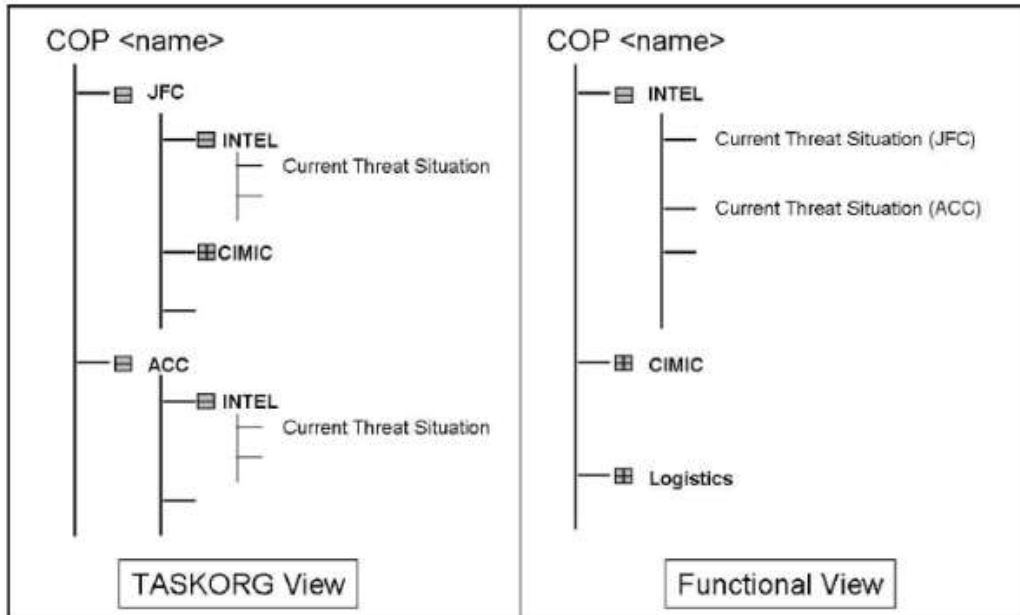 COP <name>
JFC
INTEL
Current Threat Situation
CIMIC
ACC
INTEL
Current Threat Situation
TASKORG View
COP <name>
INTEL
Current Threat Situation (JFC)
Current Threat Situation (ACC)
CIMIC
Logistics
Functional View